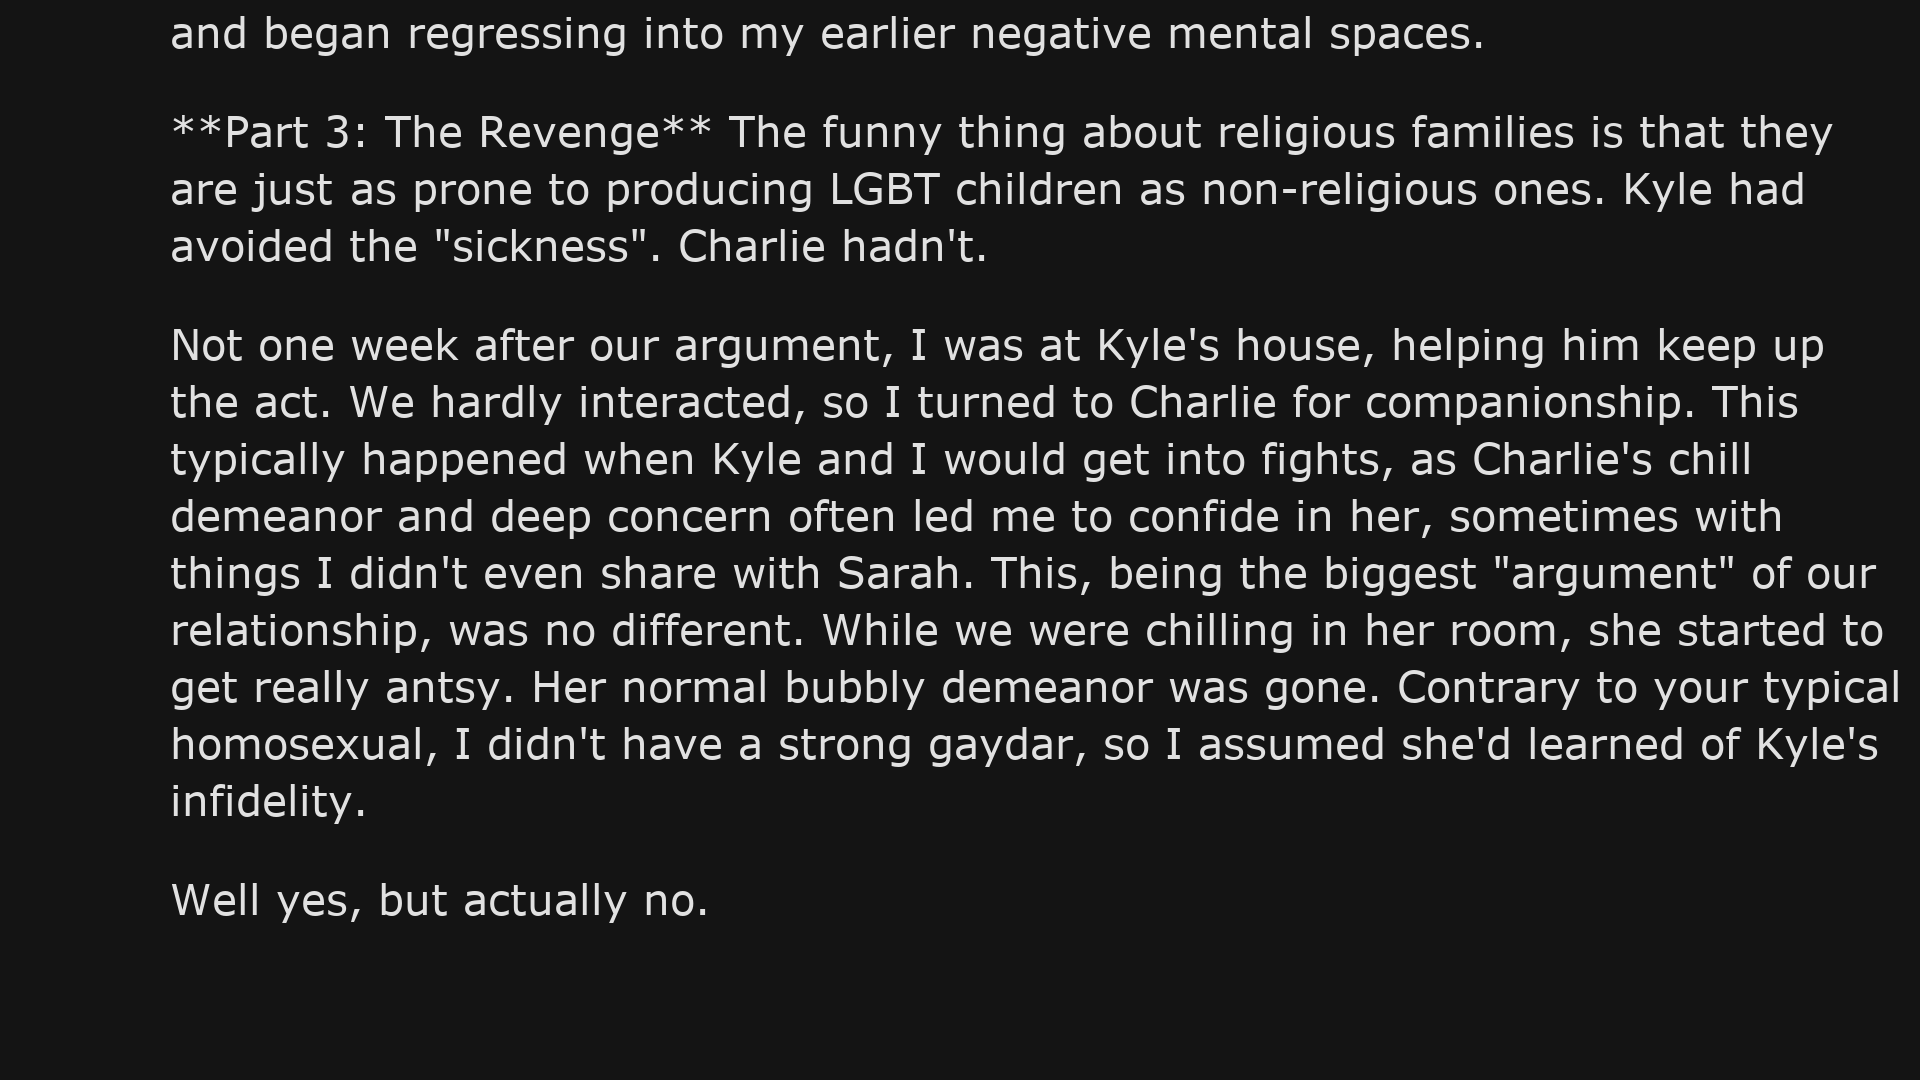 and began regressing into my earlier negative mental spaces.
**Part 3: The Revenge** The funny thing about religious families is that they
are just as prone to producing LGBT children as non-religious ones. Kyle had
avoided the "sickness". Charlie hadn't.
Not one week after our argument, I was at Kyle's house, helping him keep up
the act. We hardly interacted, so I turned to Charlie for companionship. This
typically happened when Kyle and I would get into fights, as Charlie's chill
demeanor and deep concern often led me to confide in her, sometimes with
things I didn't even share with Sarah. This, being the biggest "argument" of our
relationship, was no different. While we were chilling in her room, she started to
get really antsy. Her normal bubbly demeanor was gone. Contrary to your typical
homosexual, I didn't have a strong gaydar, so I assumed she'd learned of Kyle's
infidelity.
Well yes, but actually no.